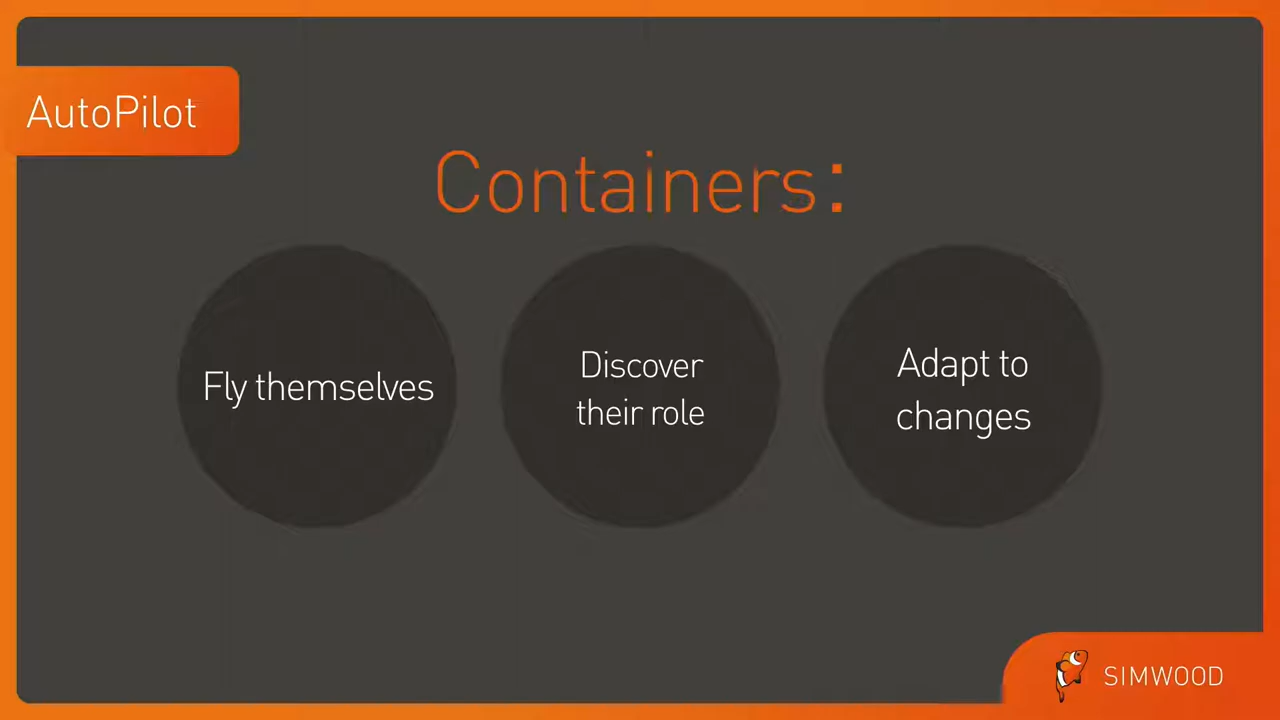 AutoPilot
Containers:
Fly themselves
Discover
their role
Adapt to
changes
SIMWOOD